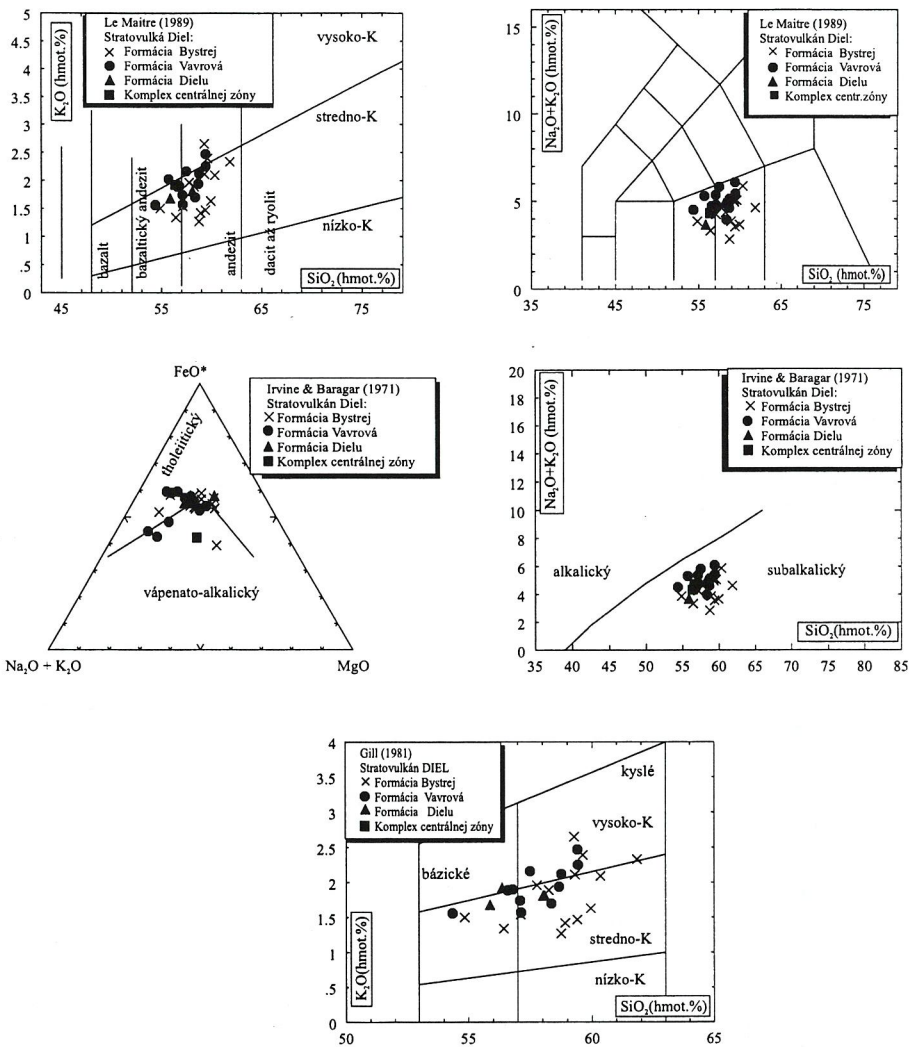 Le Maitre (1989)
Stratovulká Diel:
× Formácia Bystrej
● Formácia Vavrová
▲ Formácia Dielu
■ Komplex centrálnej zóny
K₂O (hmot.%)
5
4.5
4
3.5
3
2.5
2
1.5
1
.5
0
vysoko-K
stredno-K
nízko-K
bazalt
bazaltický andezit
andezit
dacit až ryolit
SiO₂ (hmot.%)
45 55 65 75
Le Maitre (1989)
Stratovulkán Diel:
× Formácia Bystrej
● Formácia Vavrová
▲ Formácia Dielu
■ Komplex centr.zóny
Na₂O+K₂O (hmot.%)
15
10
5
0
SiO₂ (hmot.%)
35 45 55 65 75
FeO*
Irvine & Baragar (1971)
Stratovulkán Diel:
× Formácia Bystrej
● Formácia Vavrová
▲ Formácia Dielu
■ Komplex centrálnej zóny
tholeiitický
vápenato-alkalický
Na₂O + K₂O
MgO
Irvine & Baragar (1971)
Stratovulkán Diel:
× Formácia Bystrej
● Formácia Vavrová
▲ Formácia Dielu
■ Komplex centrálnej zóny
Na₂O+K₂O (hmot.%)
20
18
16
14
12
10
8
6
4
2
0
alkalický
subalkalický
SiO₂(hmot.%)
35 40 45 50 55 60 65 70 75 80 85
Gill (1981)
Stratovulkán DIEL
× Formácia Bystrej
● Formácia Vavrová
▲ Formácia Dielu
■ Komplex centrálnej zóny
K₂O(hmot.%)
4
3.5
3
2.5
2
1.5
1
.5
0
kyslé
vysoko-K
bázické
stredno-K
nízko-K
SiO₂(hmot.%)
50 55 60 65